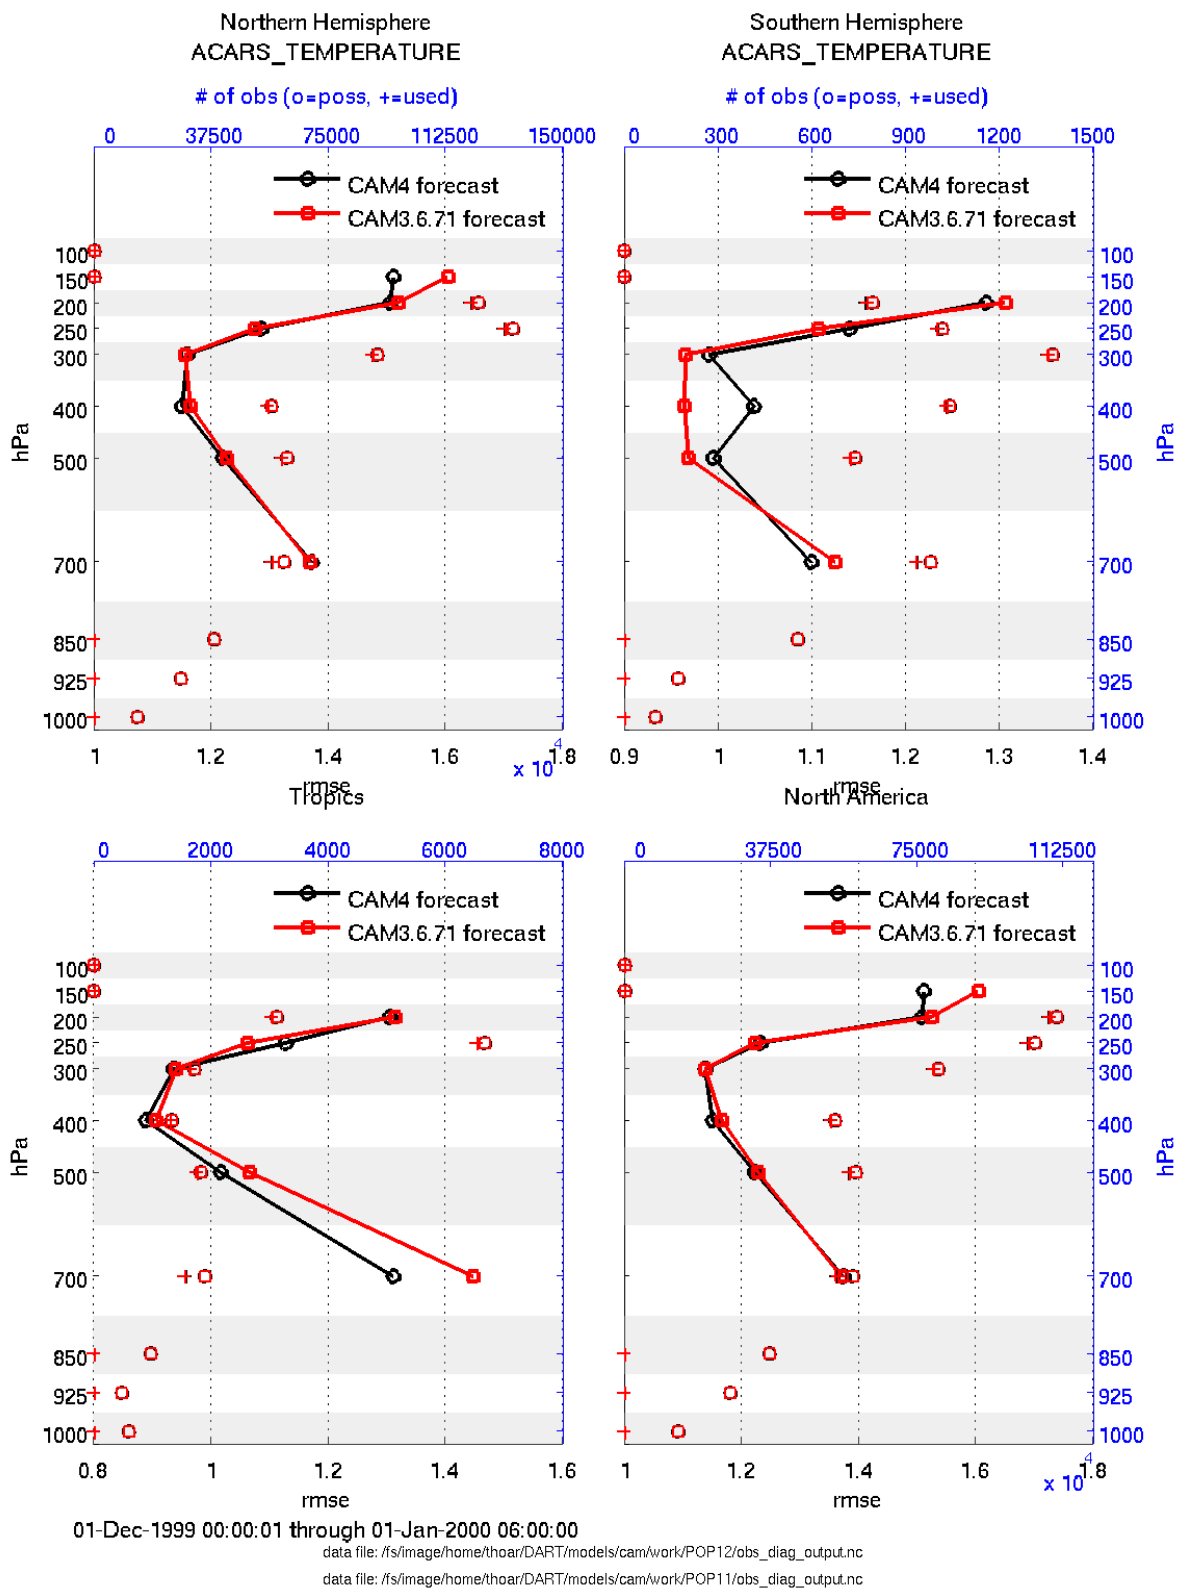 Northern Hemisphere
ACARS_TEMPERATURE
# of obs (o=poss, +=used)
0 37500 75000 112500 150000
CAM4 forecast
CAM3.6.71 forecast
100
150
200
250
300
400
500
700
850
925
1000
hPa
1 1.2 1.4 1.6 1.8
x 10 4
rmse
Southern Hemisphere
ACARS_TEMPERATURE
# of obs (o=poss, +=used)
0 300 600 900 1200 1500
CAM4 forecast
CAM3.6.71 forecast
100
150
200
250
300
400
500
700
850
925
1000
hPa
0.9 1 1.1 1.2 1.3 1.4
rmse
Tropics
0 2000 4000 6000 8000
CAM4 forecast
CAM3.6.71 forecast
100
150
200
250
300
400
500
700
850
925
1000
hPa
0.8 1 1.2 1.4 1.6
rmse
North America
0 37500 75000 112500
CAM4 forecast
CAM3.6.71 forecast
100
150
200
250
300
400
500
700
850
925
1000
hPa
1 1.2 1.4 1.6 1.8
x 10 4
rmse
01-Dec-1999 00:00:01 through 01-Jan-2000 06:00:00
data file: /fs/image/home/thoar/DART/models/cam/work/POP12/obs_diag_output.nc
data file: /fs/image/home/thoar/DART/models/cam/work/POP11/obs_diag_output.nc